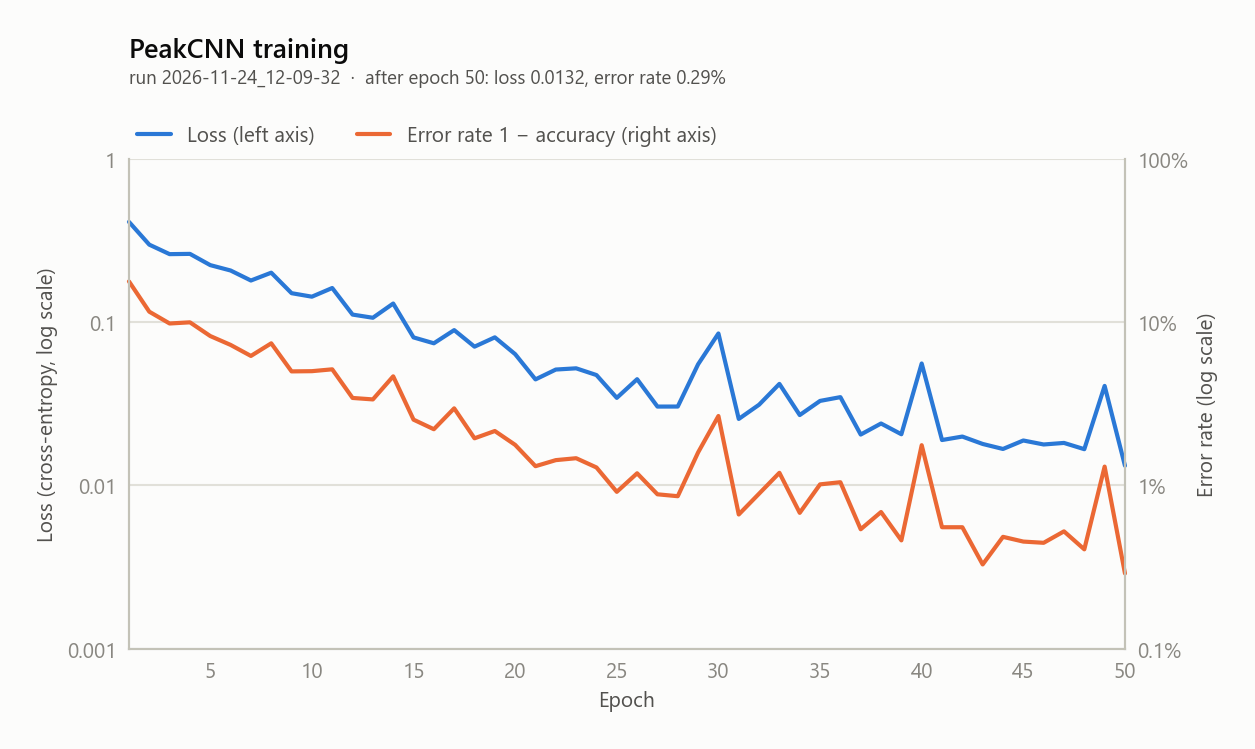 PeakCNN training
run 2026-11-24_12-09-32 · after epoch 50: loss 0.0132, error rate 0.29%
Loss (left axis)
Error rate 1 − accuracy (right axis)
1
0.1
0.01
0.001
Loss (cross-entropy, log scale)
100%
10%
1%
0.1%
Error rate (log scale)
5 10 15 20 25 30 35 40 45 50
Epoch